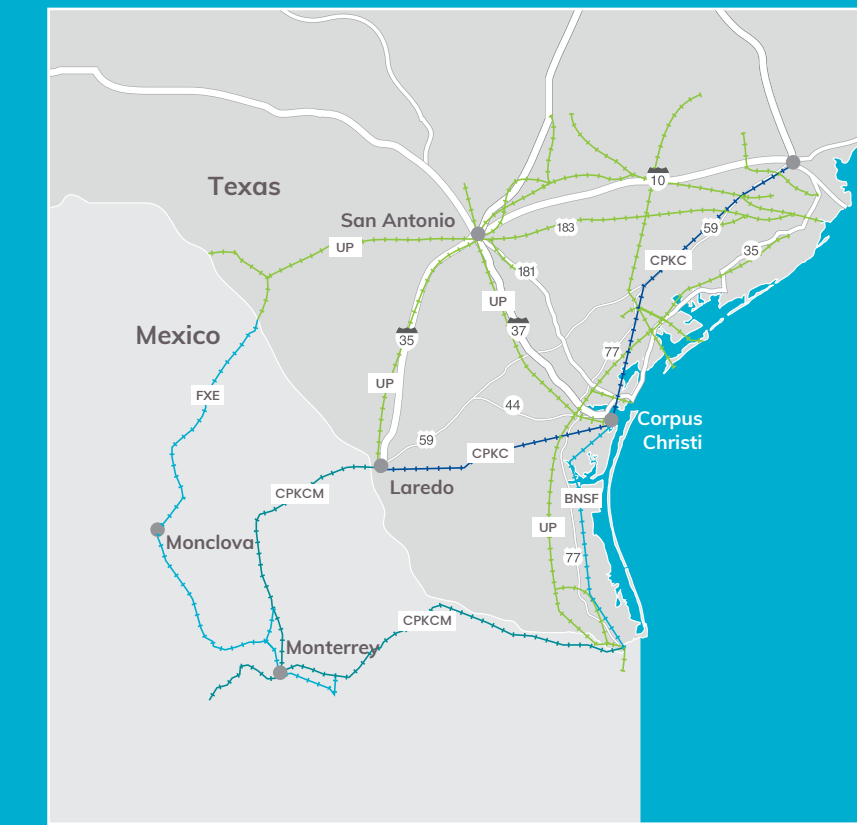 10
Texas
San Antonio
183
59
UP
35
CPKC
181
UP
Mexico
37
35
77
UP
FXE
44
Corpus
Christi
59
CPKC
Laredo
CPKCM
BNSF
UP
Monclova
77
CPKCM
Monterrey